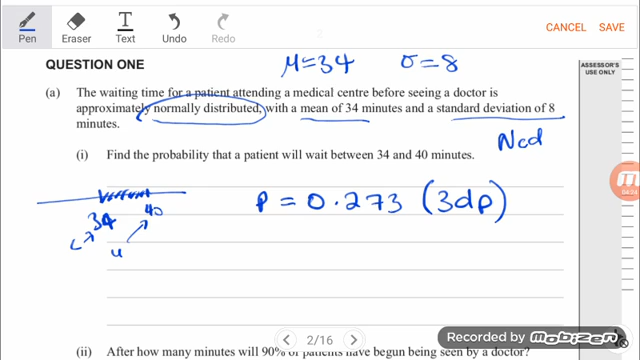 CANCEL SAVE
Pen Eraser Text Undo Redo
2
QUESTION ONE
μ=34 σ=8
ASSESSOR'S
USE ONLY
(a) The waiting time for a patient attending a medical centre before seeing a doctor is
approximately normally distributed, with a mean of 34 minutes and a standard deviation of 8
minutes.
Ncd
(i) Find the probability that a patient will wait between 34 and 40 minutes.
34 40
L u
P = 0.273 (3dp)
M
04:24
2/16
Recorded by
MOBIZEN
(ii) After how many minutes will 90% of patients have begun being seen by a doctor?